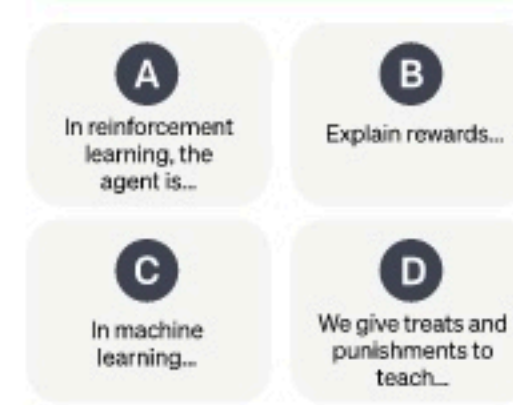 A
In reinforcement
learning, the
agent is...
B
Explain rewards...
C
In machine
learning...
D
We give treats and
punishments to
teach...